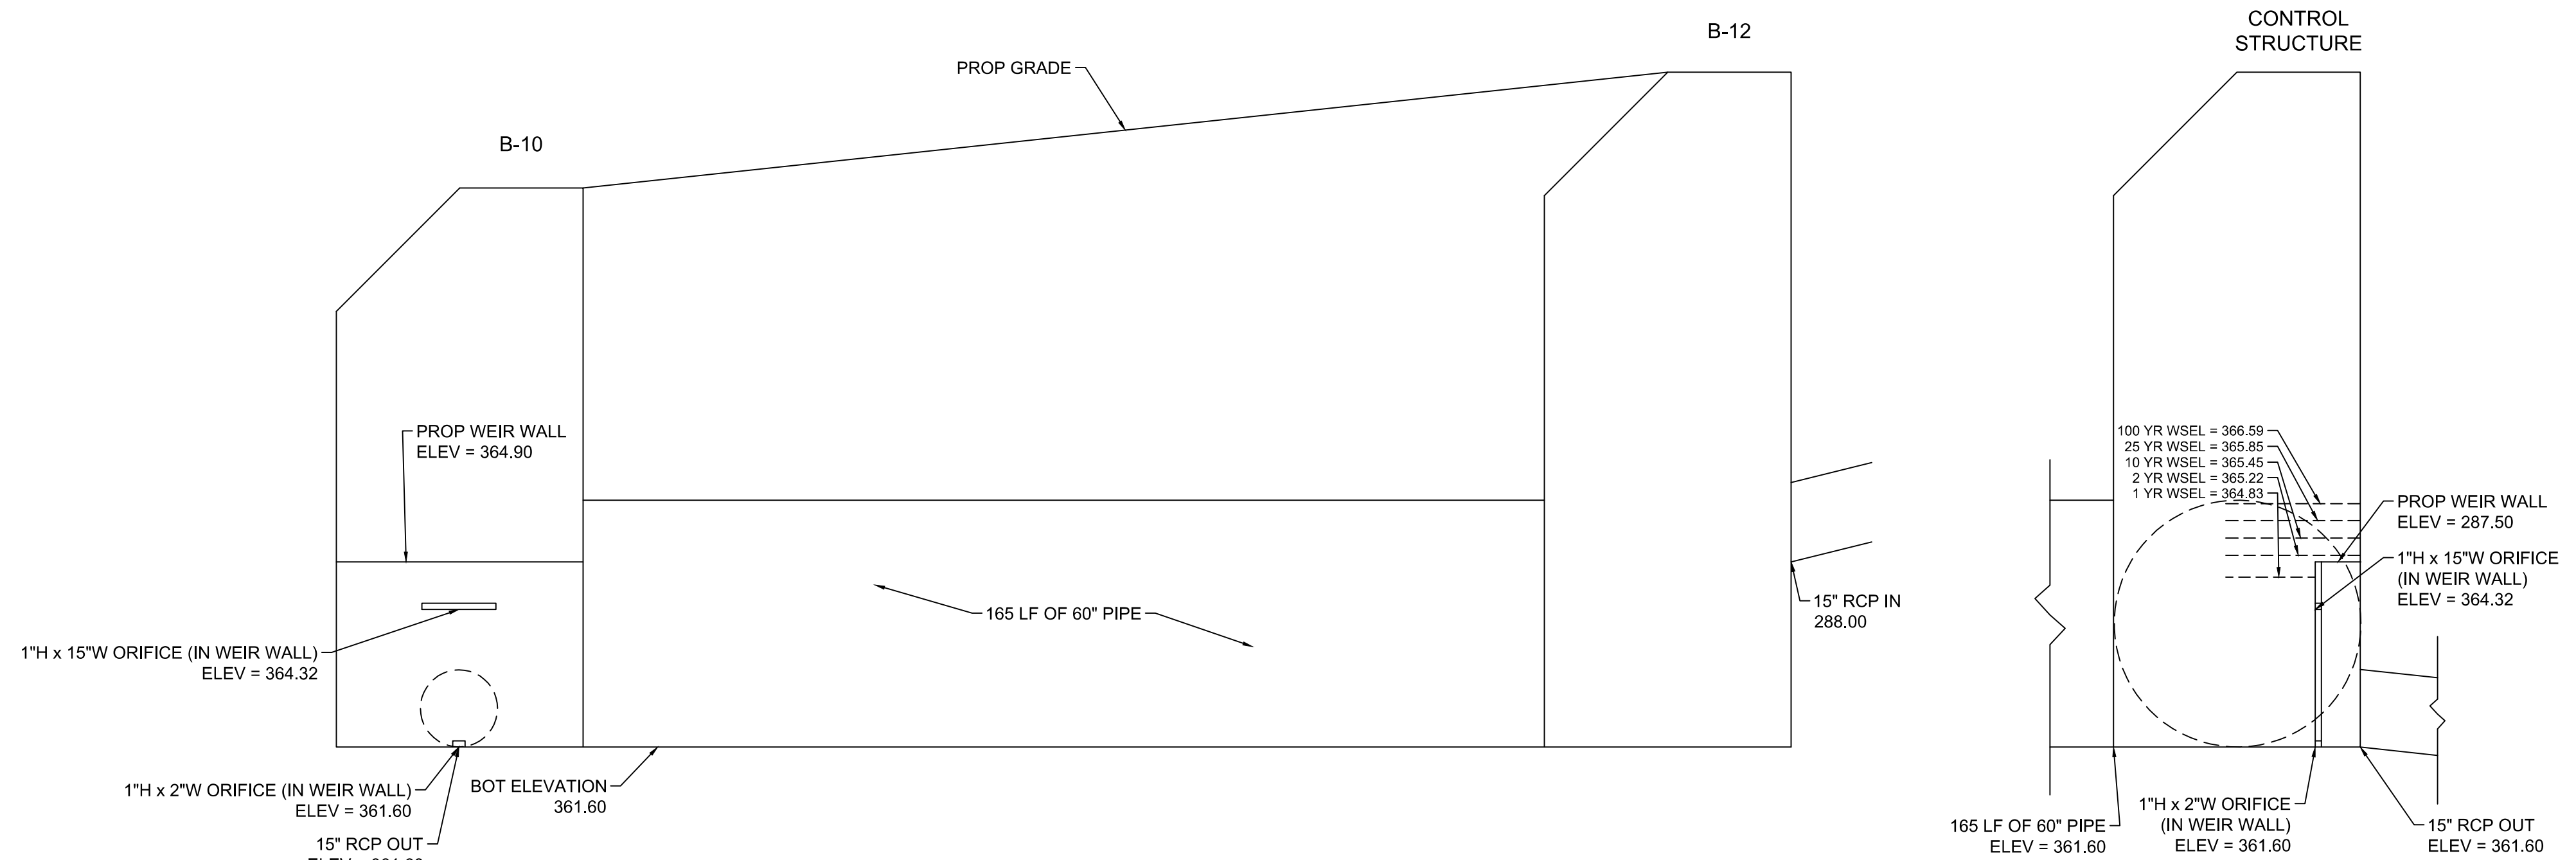 CONTROL
STRUCTURE
B-12
PROP GRADE
B-10
PROP WEIR WALL
ELEV = 364.90
100 YR WSEL = 366.59
25 YR WSEL = 365.85
10 YR WSEL = 365.45
2 YR WSEL = 365.22
1 YR WSEL = 364.83
PROP WEIR WALL
ELEV = 287.50
1"H x 15"W ORIFICE
(IN WEIR WALL)
ELEV = 364.32
165 LF OF 60" PIPE
15" RCP IN
288.00
1"H x 15"W ORIFICE (IN WEIR WALL)
ELEV = 364.32
1"H x 2"W ORIFICE (IN WEIR WALL)
ELEV = 361.60
BOT ELEVATION
361.60
15" RCP OUT
165 LF OF 60" PIPE
ELEV = 361.60
1"H x 2"W ORIFICE
(IN WEIR WALL)
ELEV = 361.60
15" RCP OUT
ELEV = 361.60